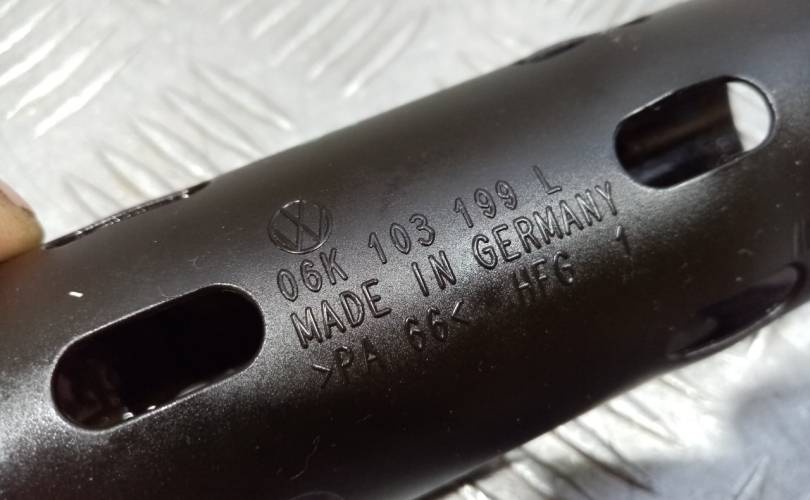 06K 103 199 L
MADE IN GERMANY
>PA 66< HFG 1